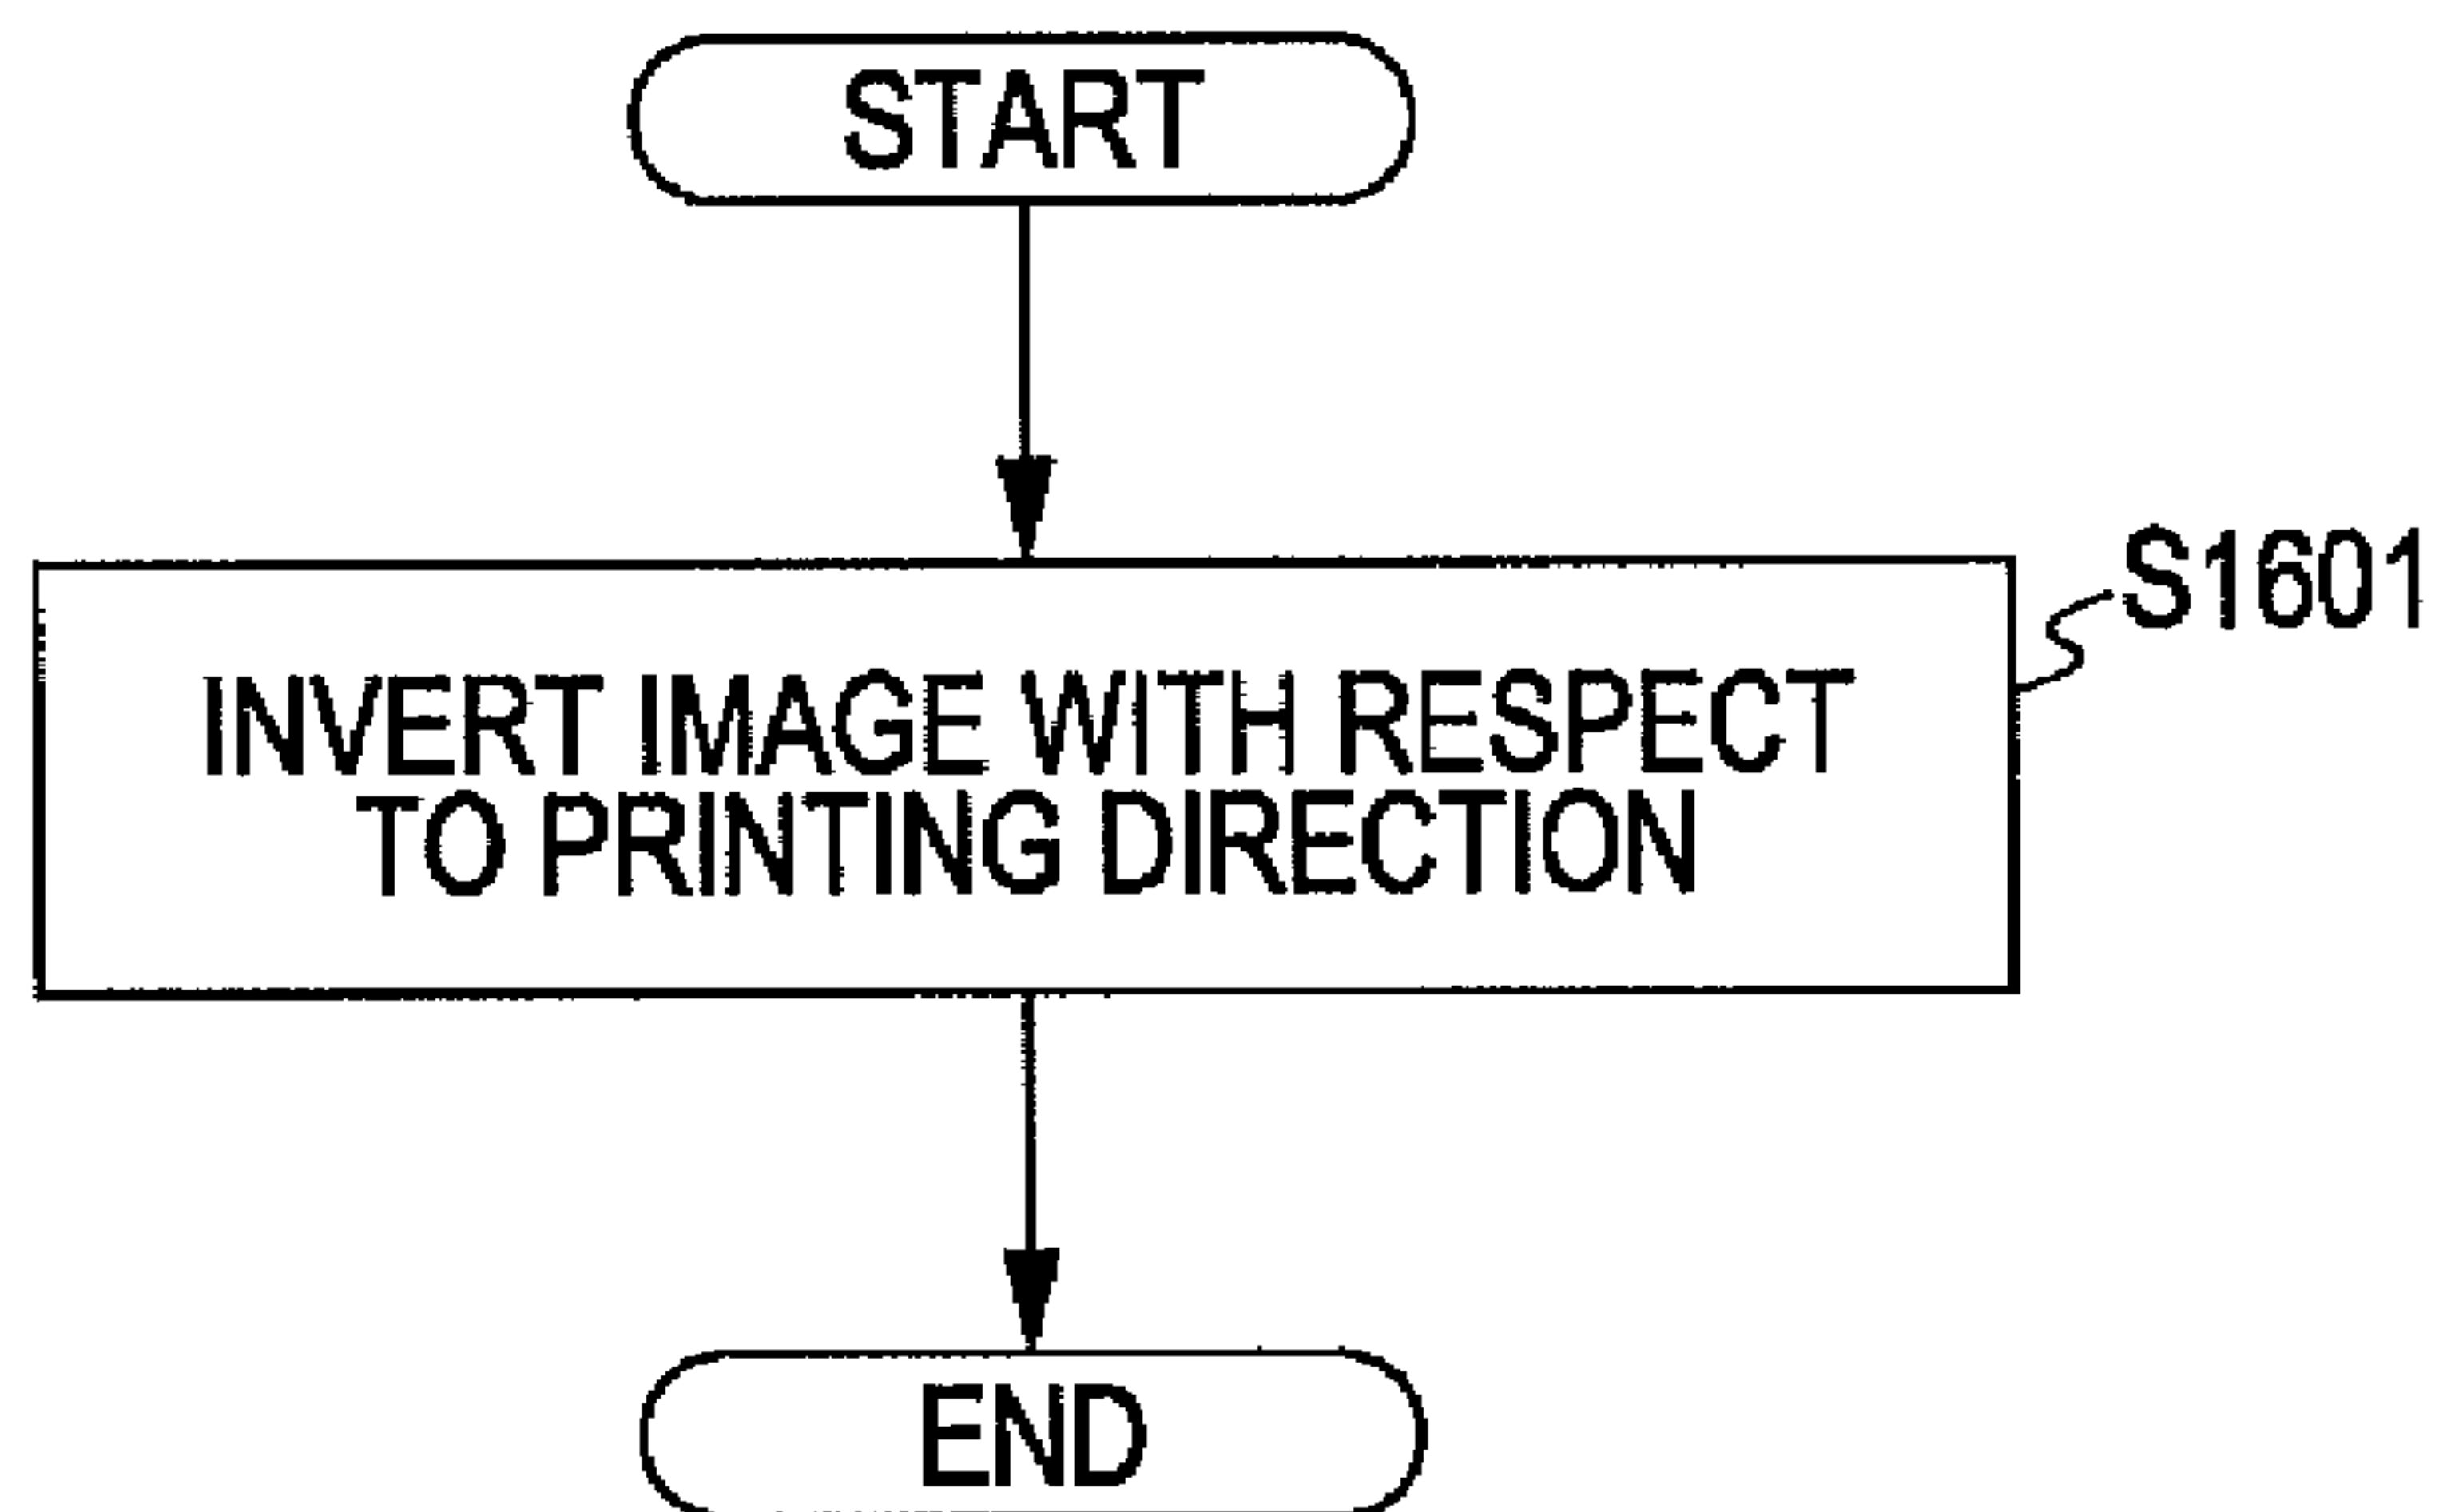 START
S1601
INVERT IMAGE WITH RESPECT
TO PRINTING DIRECTION
END